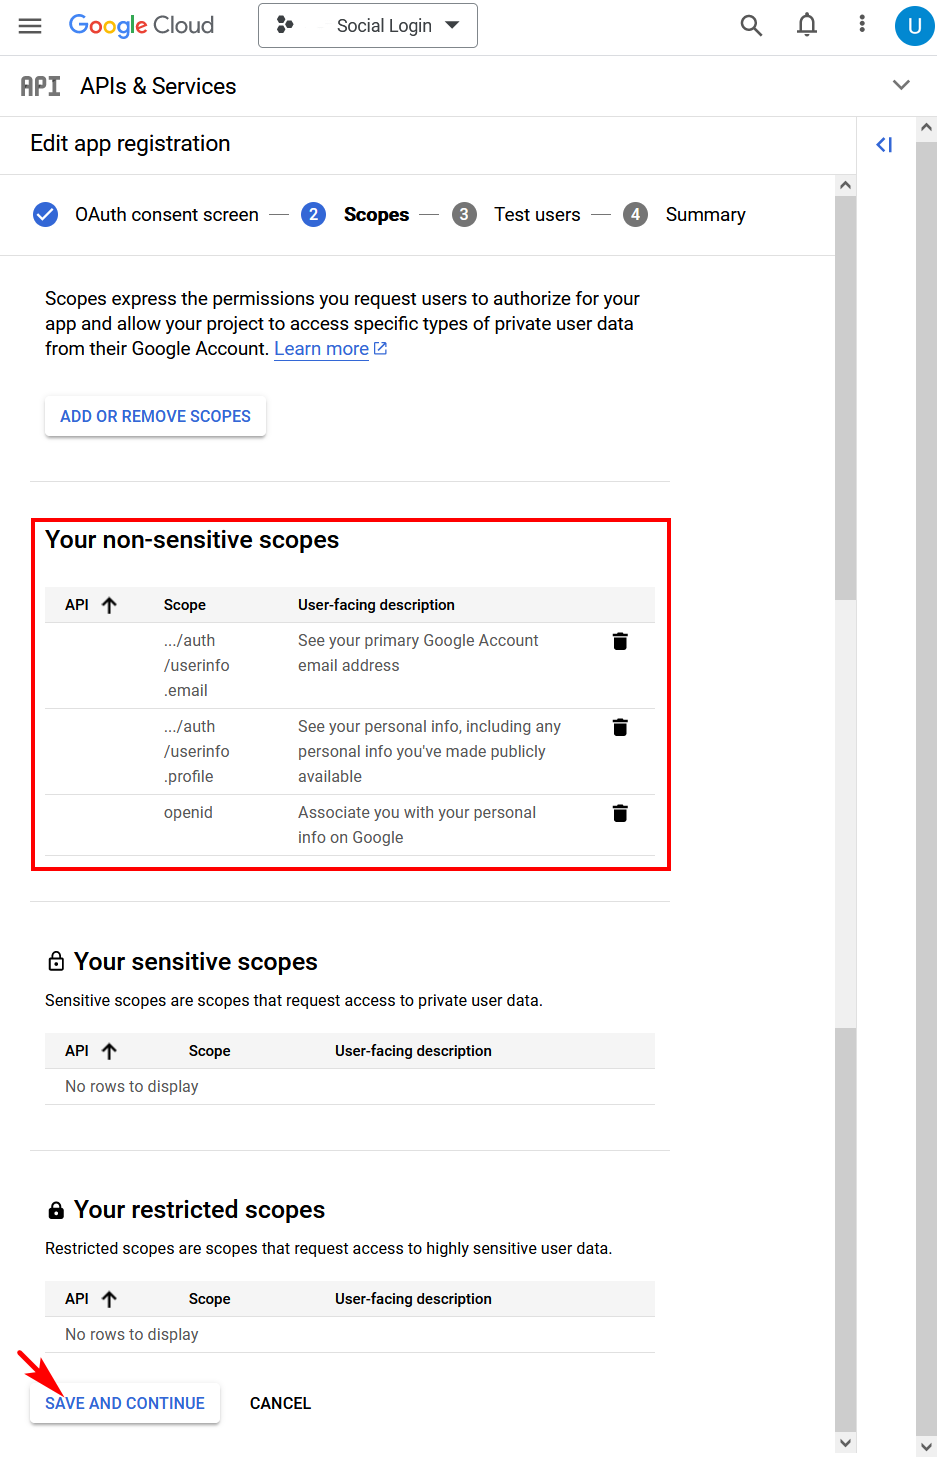 Google Cloud
Social Login
U
API APIs & Services
Edit app registration
OAuth consent screen — 2 Scopes — 3 Test users — 4 Summary
Scopes express the permissions you request users to authorize for your
app and allow your project to access specific types of private user data
from their Google Account. Learn more
ADD OR REMOVE SCOPES
Your non-sensitive scopes
API Scope User-facing description
.../auth See your primary Google Account
/userinfo email address
.email
.../auth See your personal info, including any
/userinfo personal info you've made publicly
.profile available
openid Associate you with your personal
info on Google
Your sensitive scopes
Sensitive scopes are scopes that request access to private user data.
API Scope User-facing description
No rows to display
Your restricted scopes
Restricted scopes are scopes that request access to highly sensitive user data.
API Scope User-facing description
No rows to display
SAVE AND CONTINUE CANCEL